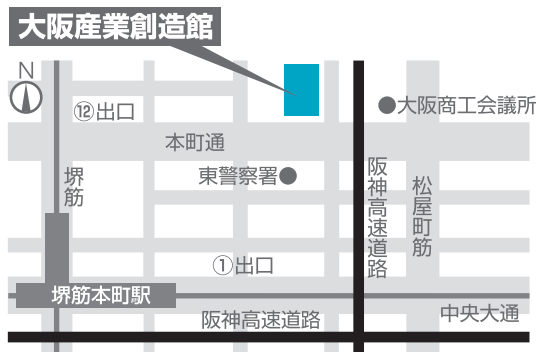 大阪産業創造館
N
⑫出口
大阪商工会議所
本町通
東警察署
堺筋
阪神高速道路
松屋町筋
①出口
堺筋本町駅
中央大通
阪神高速道路